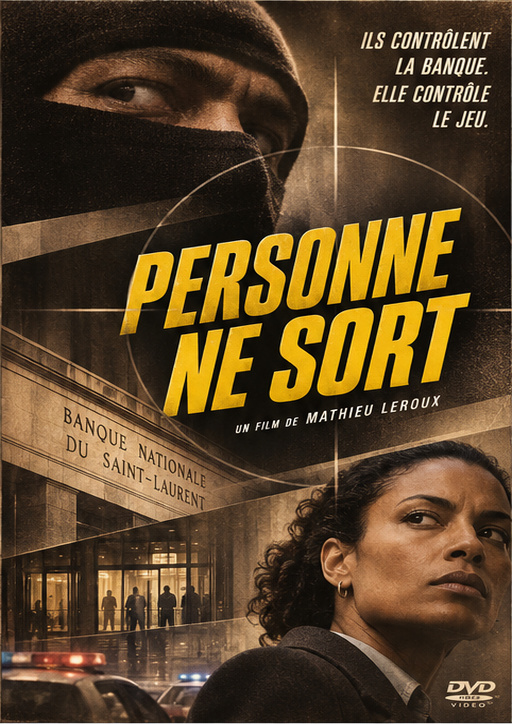 ILS CONTRÔLENT
LA BANQUE.
ELLE CONTRÔLE
LE JEU.
PERSONNE
NE SORT
UN FILM DE MATHIEU LEROUX
BANQUE NATIONALE
DU SAINT-LAURENT
DVD
VIDEO